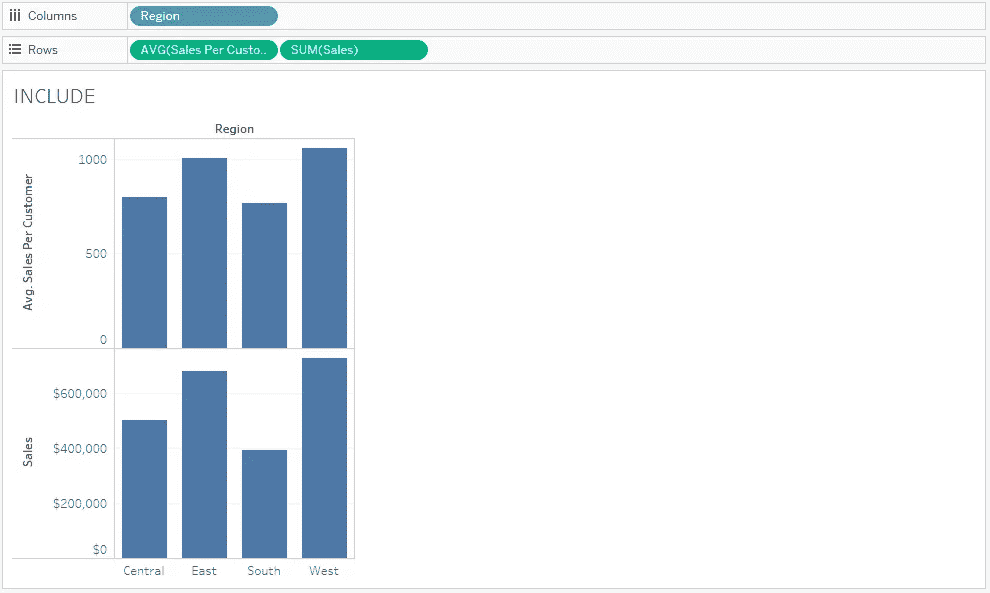 Columns Region
Rows AVG(Sales Per Custo.. SUM(Sales)
INCLUDE
Region
Avg. Sales Per Customer
1000
500
0
Sales
$600,000
$400,000
$200,000
$0
Central East South West